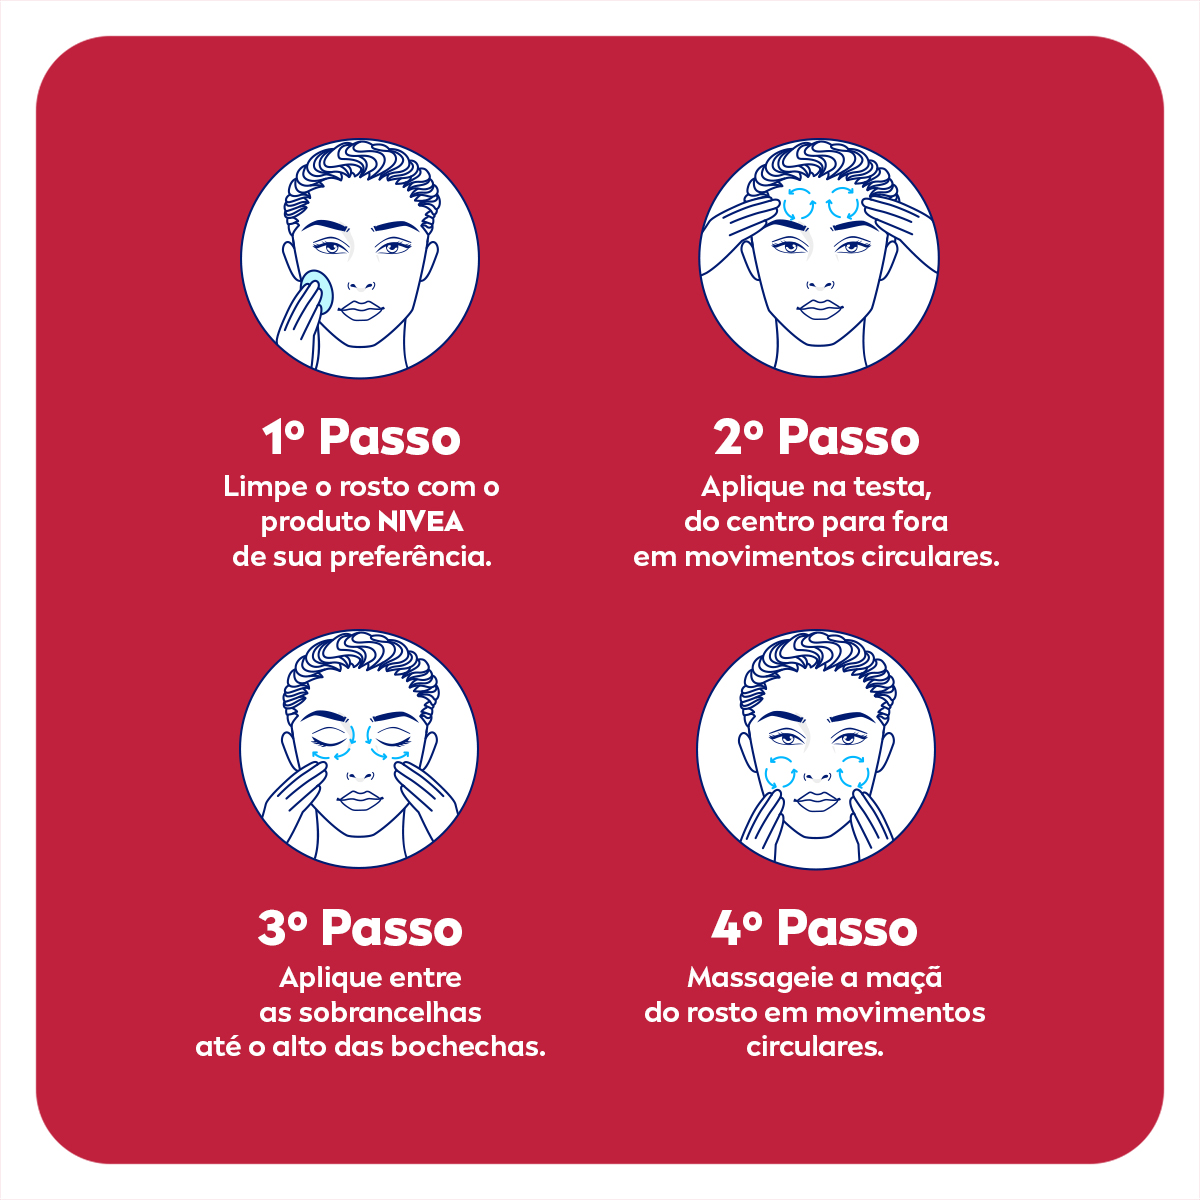 1º Passo
Limpe o rosto com o
produto NIVEA
de sua preferência.
2º Passo
Aplique na testa,
do centro para fora
em movimentos circulares.
3º Passo
Aplique entre
as sobrancelhas
até o alto das bochechas.
4º Passo
Massageie a maçã
do rosto em movimentos
circulares.